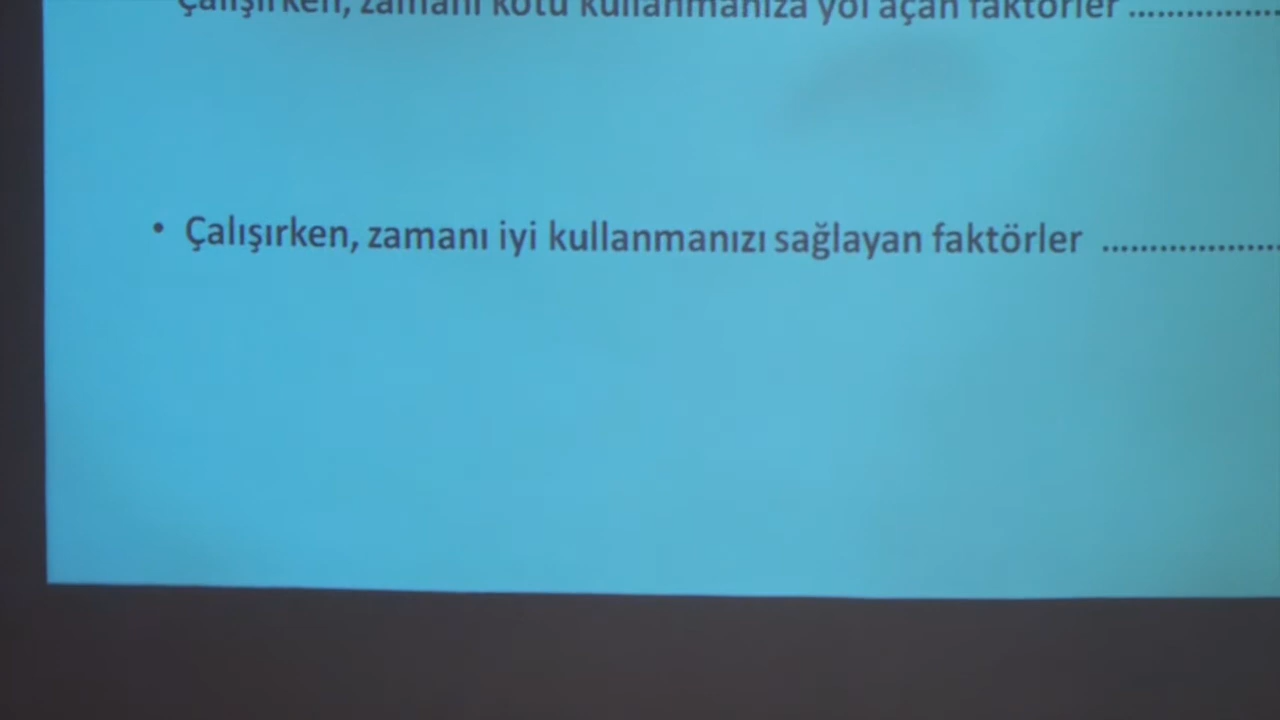 Çalışırken, zamanı kötü kullanmanıza yol açan faktörler ................
• Çalışırken, zamanı iyi kullanmanızı sağlayan faktörler ...................